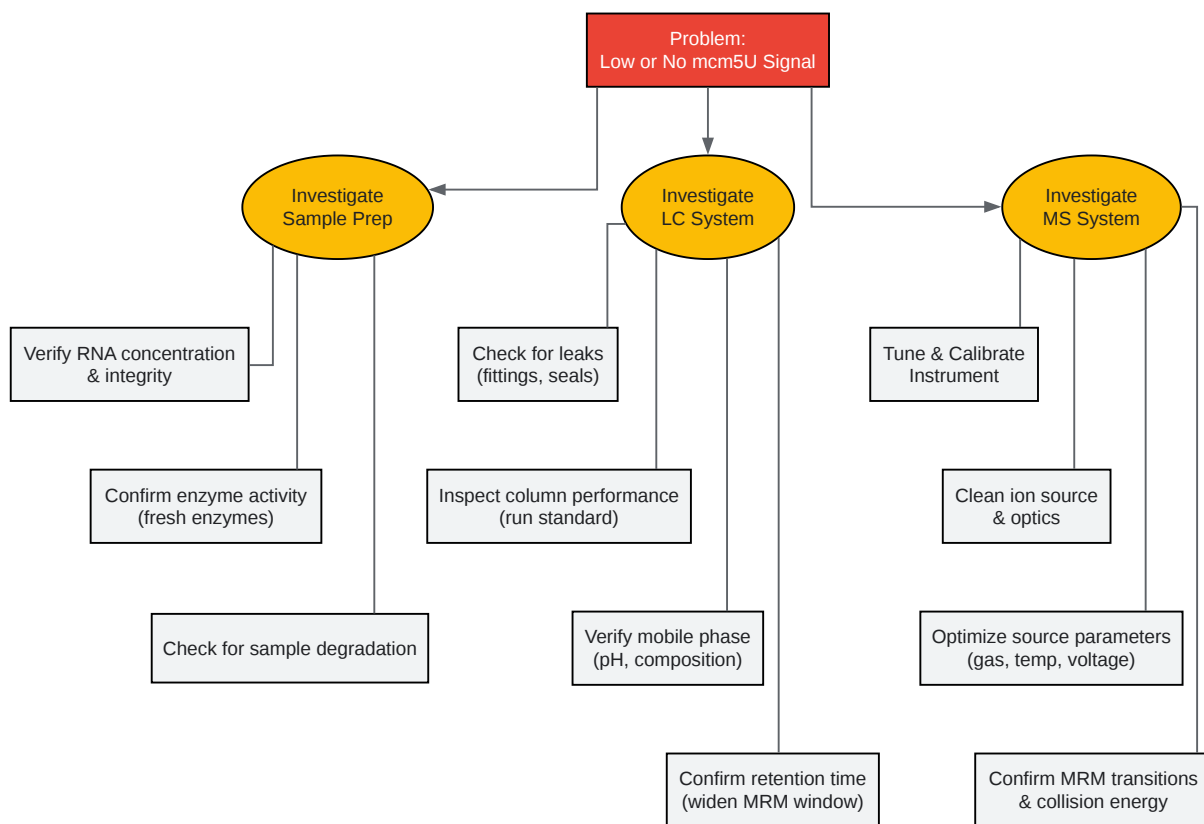 Problem:
Low or No mcm5U Signal
Investigate
Sample Prep
Investigate
LC System
Investigate
MS System
Verify RNA concentration
& integrity
Check for leaks
(fittings, seals)
Tune & Calibrate
Instrument
Confirm enzyme activity
(fresh enzymes)
Inspect column performance
(run standard)
Clean ion source
& optics
Check for sample degradation
Verify mobile phase
(pH, composition)
Optimize source parameters
(gas, temp, voltage)
Confirm retention time
(widen MRM window)
Confirm MRM transitions
& collision energy